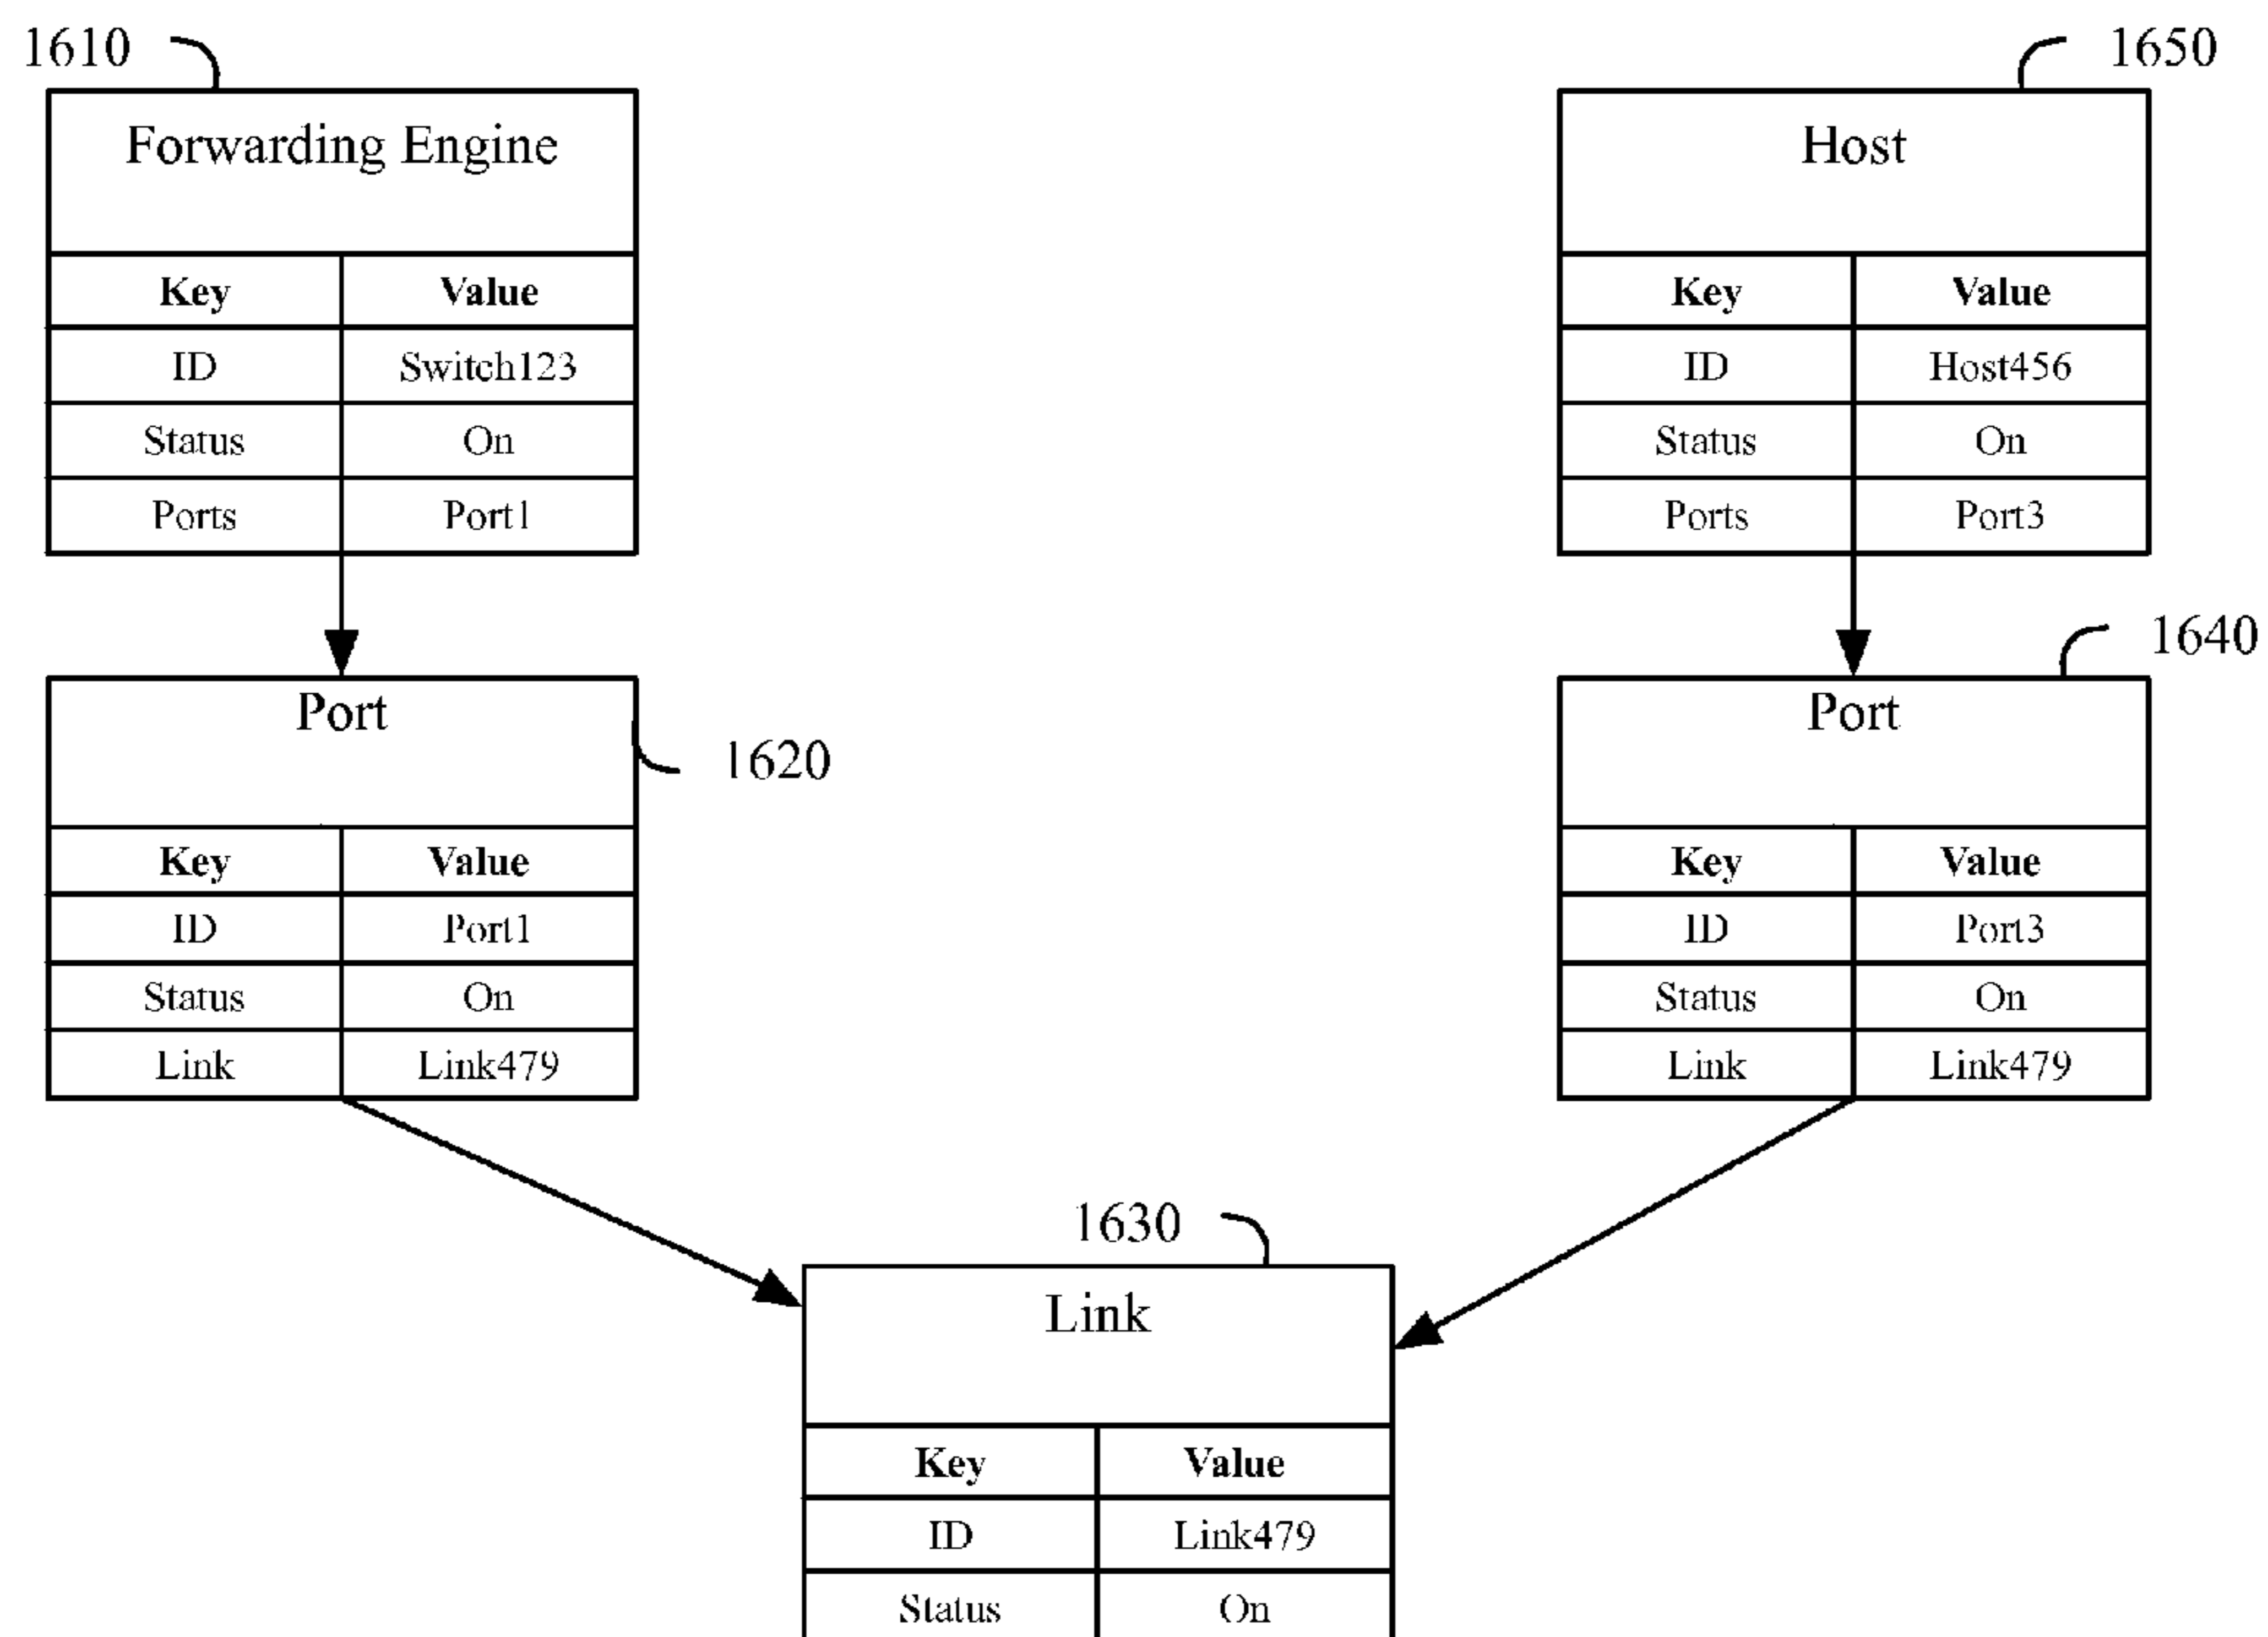 1610
Forwarding Engine
Key Value
ID Switch123
Status On
Ports Port1
1650
Host
Key Value
ID Host456
Status On
Ports Port3
Port
1620
Key Value
ID Port1
Status On
Link Link479
1640
Port
Key Value
ID Port3
Status On
Link Link479
1630
Link
Key Value
ID Link479
Status On